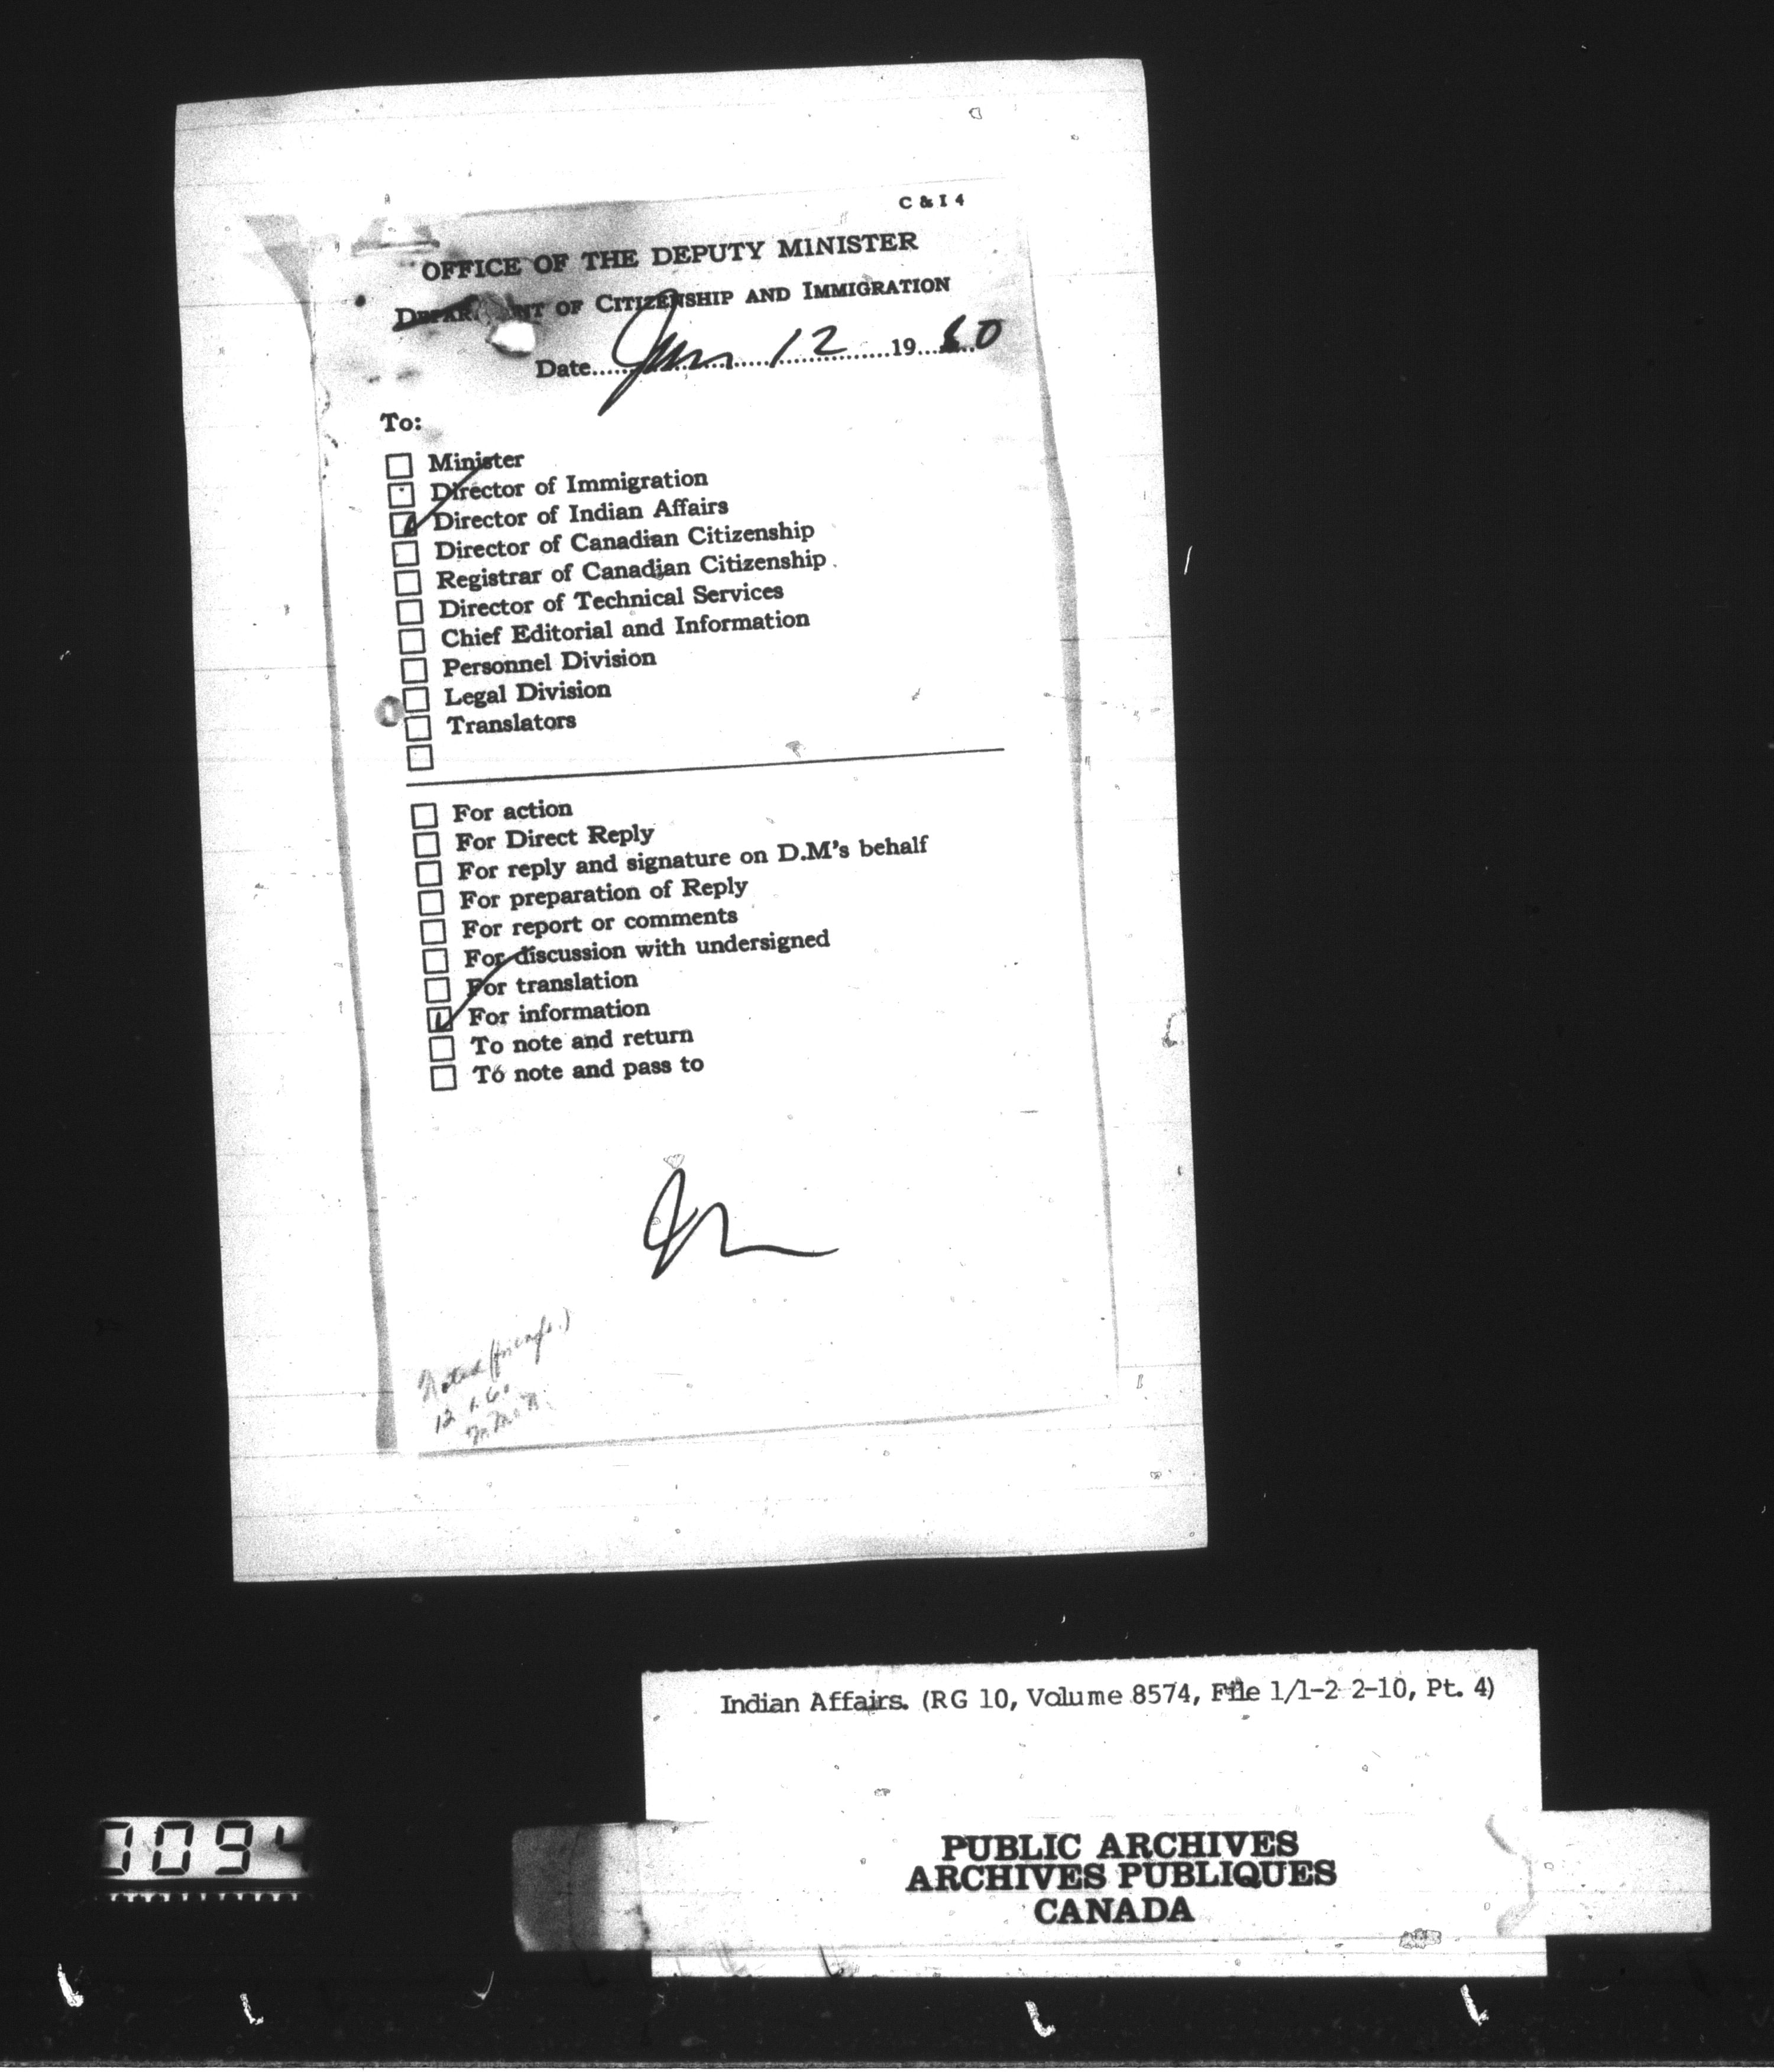 C & I 4
OFFICE OF THE DEPUTY MINISTER
DEPARTMENT OF CITIZENSHIP AND IMMIGRATION
Date Jan 12 1960
To:
Minister
Director of Immigration
Director of Indian Affairs
Director of Canadian Citizenship
Registrar of Canadian Citizenship
Director of Technical Services
Chief Editorial and Information
Personnel Division
Legal Division
Translators
For action
For Direct Reply
For reply and signature on D.M's behalf
For preparation of Reply
For report or comments
For discussion with undersigned
For translation
For information
To note and return
To note and pass to
Noted
12.1.60
Indian Affairs. (RG 10, Volume 8574, File 1/1-2 2-10, Pt. 4)
PUBLIC ARCHIVES
ARCHIVES PUBLIQUES
CANADA